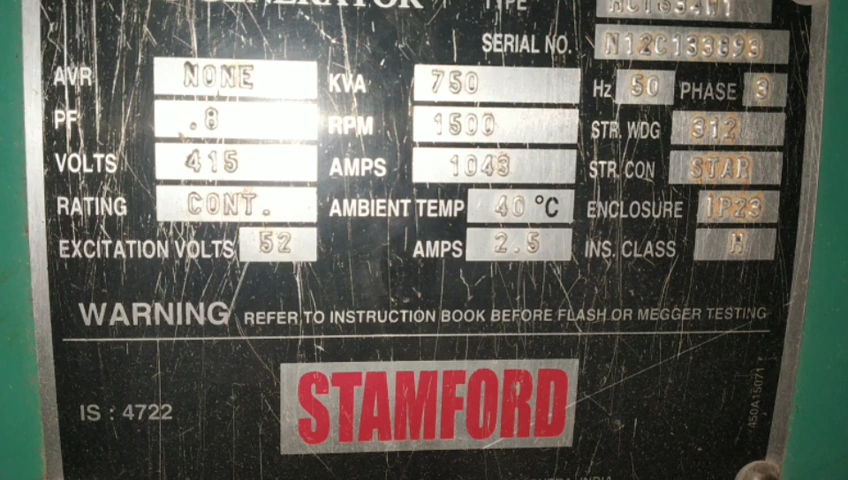 GENERATOR TYPE
SERIAL NO. N12C133893
AVR NONE KVA 750 Hz 50 PHASE 3
PF .8 RPM 1500 STR. WDG 312
VOLTS 415 AMPS 1043 STR. CON STAR
RATING CONT. AMBIENT TEMP 40 °C ENCLOSURE IP23
EXCITATION VOLTS 52 AMPS 2.5 INS. CLASS H
WARNING REFER TO INSTRUCTION BOOK BEFORE FLASH OR MEGGER TESTING
IS : 4722
STAMFORD
450A15071